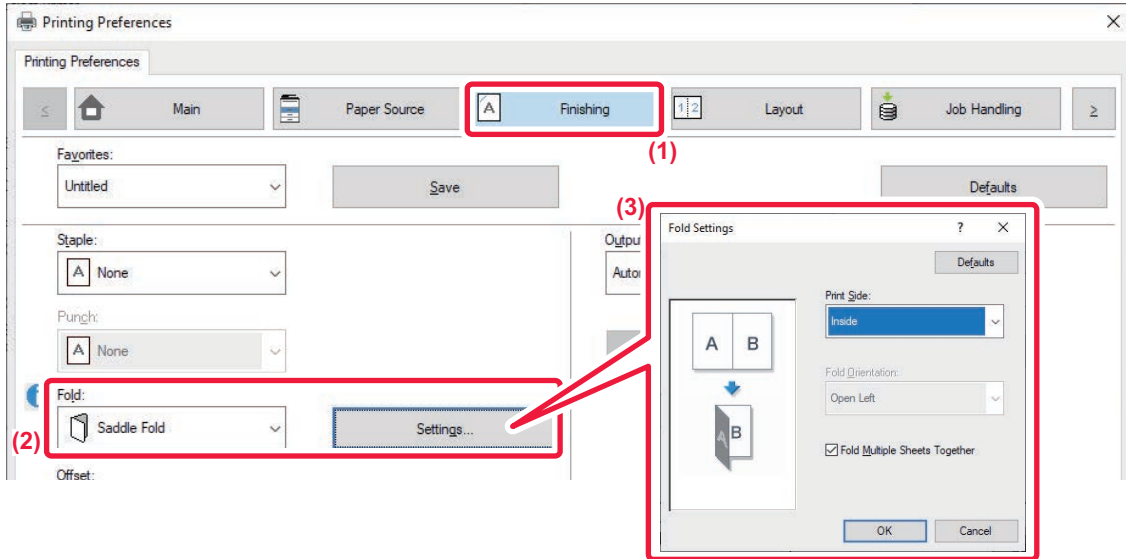 Printing Preferences
Printing Preferences
≤ Main Paper Source A Finishing 1 2 Layout Job Handling ≥
(1)
Favorites:
Untitled Save Defaults
Staple:
A None
Punch:
A None
Fold:
Saddle Fold Settings...
(2)
Offset:
(3)
Fold Settings ?
Defaults
Print Side:
Inside
A B
Fold Orientation:
Open Left
A B
Fold Multiple Sheets Together
OK Cancel